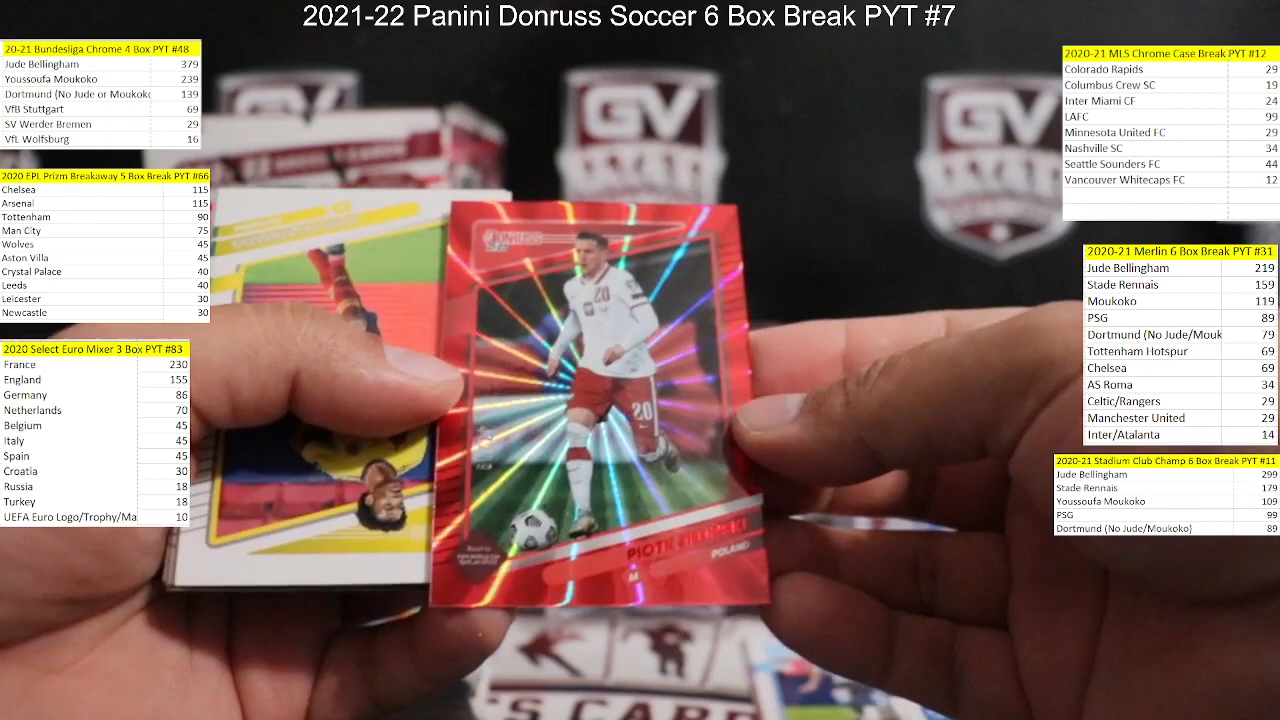 2021-22 Panini Donruss Soccer 6 Box Break PYT #7
20-21 Bundesliga Chrome 4 Box PYT #48
Jude Bellingham 379
Youssoufa Moukoko 239
Dortmund (No Jude or Moukoko 139
VfB Stuttgart 69
SV Werder Bremen 29
VfL Wolfsburg 16
2020 EPL Prizm Breakaway 5 Box Break PYT #66
Chelsea 115
Arsenal 115
Tottenham 90
Man City 75
Wolves 45
Aston Villa 45
Crystal Palace 40
Leeds 40
Leicester 30
Newcastle 30
2020 Select Euro Mixer 3 Box PYT #83
France 230
England 155
Germany 86
Netherlands 70
Belgium 45
Italy 45
Spain 45
Croatia 30
Russia 18
Turkey 18
UEFA Euro Logo/Trophy/Ma 10
2020-21 MLS Chrome Case Break PYT #12
Colorado Rapids 29
Columbus Crew SC 19
Inter Miami CF 24
LAFC 99
Minnesota United FC 29
Nashville SC 34
Seattle Sounders FC 44
Vancouver Whitecaps FC 12
2020-21 Merlin 6 Box Break PYT #31
Jude Bellingham 219
Stade Rennais 159
Moukoko 119
PSG 89
Dortmund (No Jude/Mouk 79
Tottenham Hotspur 69
Chelsea 69
AS Roma 34
Celtic/Rangers 29
Manchester United 29
Inter/Atalanta 14
2020-21 Stadium Club Champ 6 Box Break PYT #11
Jude Bellingham 299
Stade Rennais 179
Youssoufa Moukoko 109
PSG 99
Dortmund (No Jude/Moukoko) 89
GV
GV
DONRUSS
20
20
PIOTR ZIELIŃSKI
POLAND
M
'S CARD